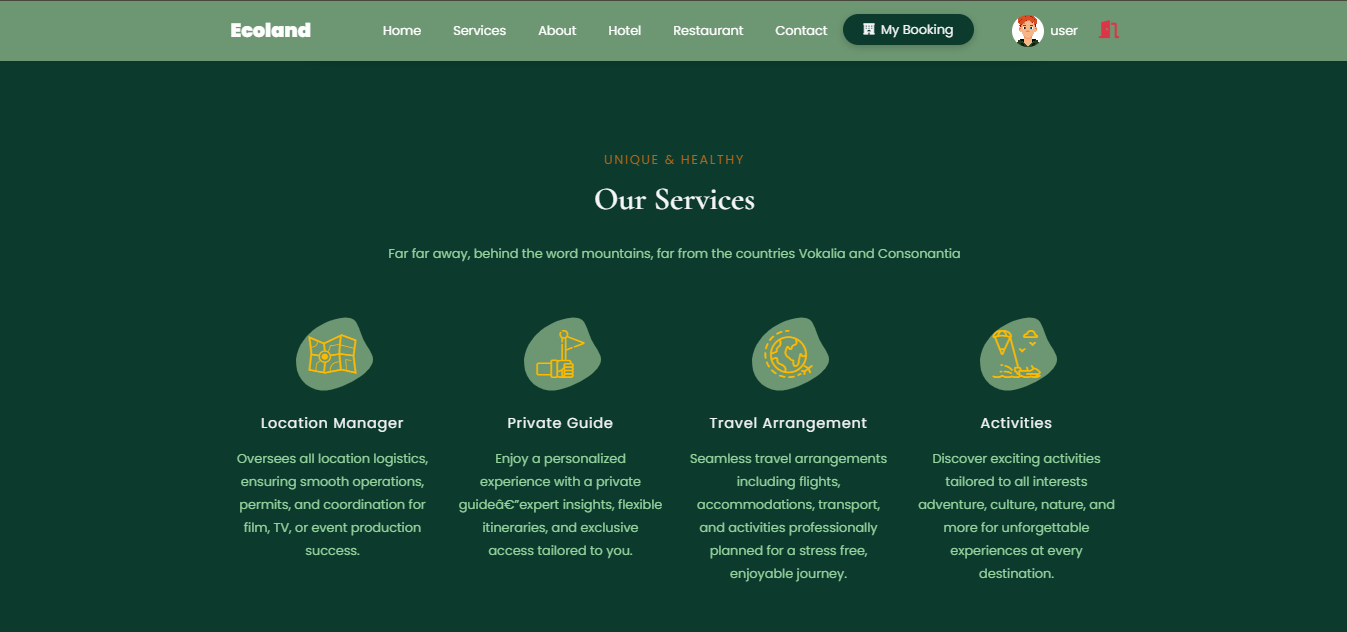 Ecoland Home Services About Hotel Restaurant Contact My Booking user
UNIQUE & HEALTHY
Our Services
Far far away, behind the word mountains, far from the countries Vokalia and Consonantia
Location Manager
Oversees all location logistics,
ensuring smooth operations,
permits, and coordination for
film, TV, or event production
success.
Private Guide
Enjoy a personalized
experience with a private
guideâ€”expert insights, flexible
itineraries, and exclusive
access tailored to you.
Travel Arrangement
Seamless travel arrangements
including flights,
accommodations, transport,
and activities professionally
planned for a stress free,
enjoyable journey.
Activities
Discover exciting activities
tailored to all interests
adventure, culture, nature, and
more for unforgettable
experiences at every
destination.